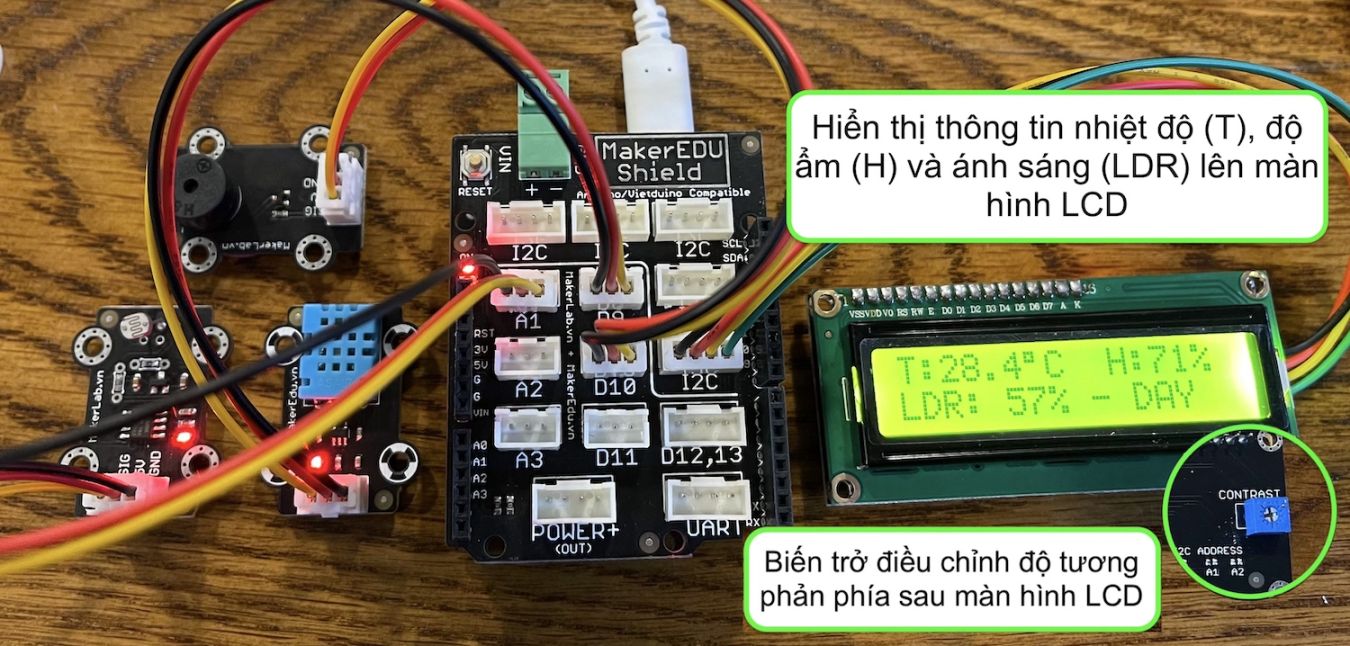 Hiển thị thông tin nhiệt độ (T), độ
ẩm (H) và ánh sáng (LDR) lên màn
hình LCD
MakerEDU
Shield
VIN
RESET
+ −
Arduino/Vietduino Compatible
I2C
I2C
SCL
SDA
ON
A1
D9
MakerLab.vn + MakerEdu.vn
RST
3V
5V
G
G
VIN
A2
D10
I2C
A0
A1
A2
A3
A3
D11
D12,13
POWER+
(OUT)
UART
RX
GND
SIG
MakerLab.vn
MakerLab.vn
SIG
5V
GND
MakerEdu.vn
1
16
VSS VDD VO RS RW E D0 D1 D2 D3 D4 D5 D6 D7 A K
T:28.4°C H:71%
LDR: 57% - DAY
CONTRAST
I2C ADDRESS
A1 A2
Biến trở điều chỉnh độ tương
phản phía sau màn hình LCD